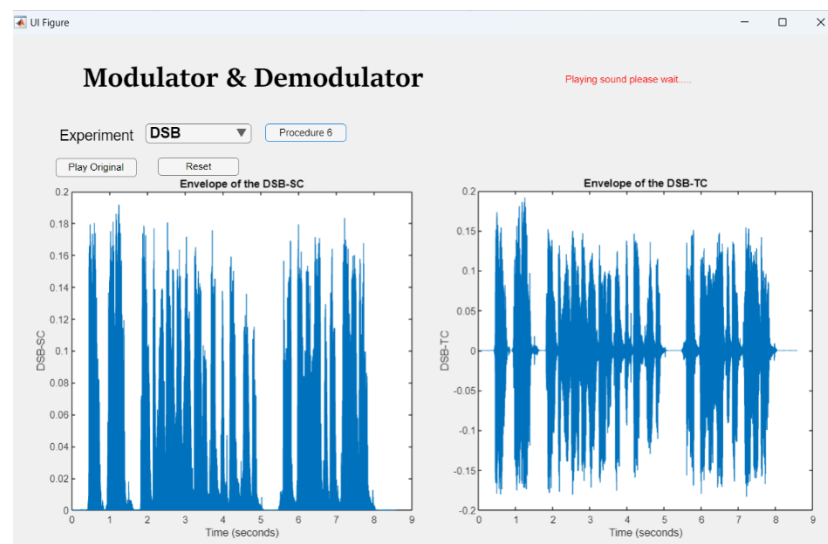 UI Figure
Modulator & Demodulator
Playing sound please wait.....
Experiment DSB Procedure 6
Play Original Reset
Envelope of the DSB-SC
0.2
0.18
0.16
0.14
0.12
0.1
0.08
0.06
0.04
0.02
0
DSB-SC
0 1 2 3 4 5 6 7 8 9
Time (seconds)
Envelope of the DSB-TC
0.2
0.15
0.1
0.05
0
-0.05
-0.1
-0.15
-0.2
DSB-TC
0 1 2 3 4 5 6 7 8 9
Time (seconds)